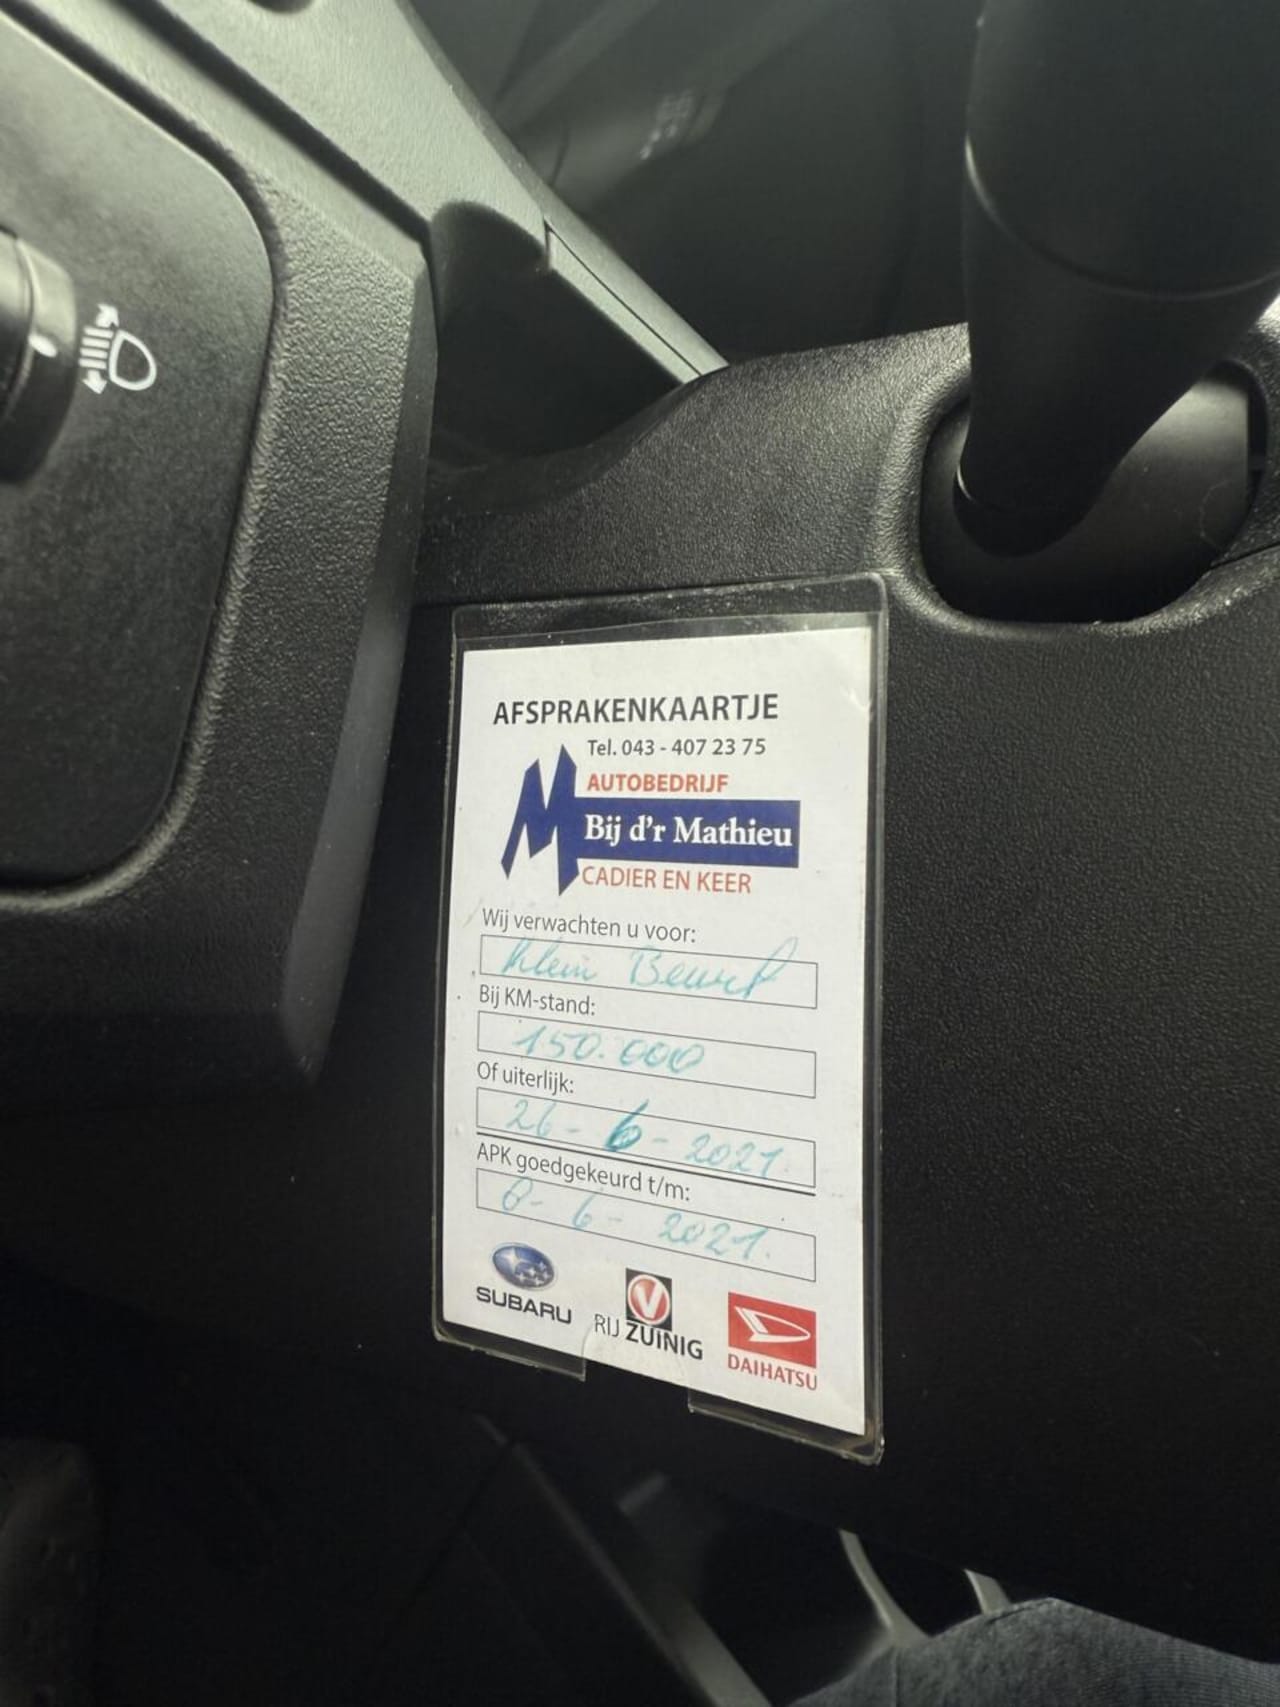 AFSPRAKENKAARTJE
Tel. 043 - 407 23 75
AUTOBEDRIJF
M Bij d'r Mathieu
CADIER EN KEER
Wij verwachten u voor:
Klein Beurt
Bij KM-stand:
150.000
Of uiterlijk:
26-6-2021
APK goedgekeurd t/m:
8-6-2021.
SUBARU
V
RIJ ZUINIG
DAIHATSU